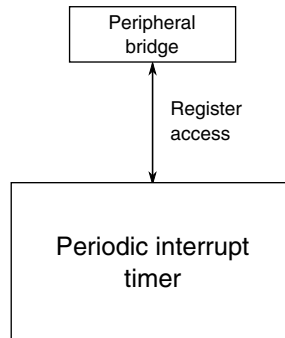 Peripheral
bridge
Register
access
Periodic interrupt
timer